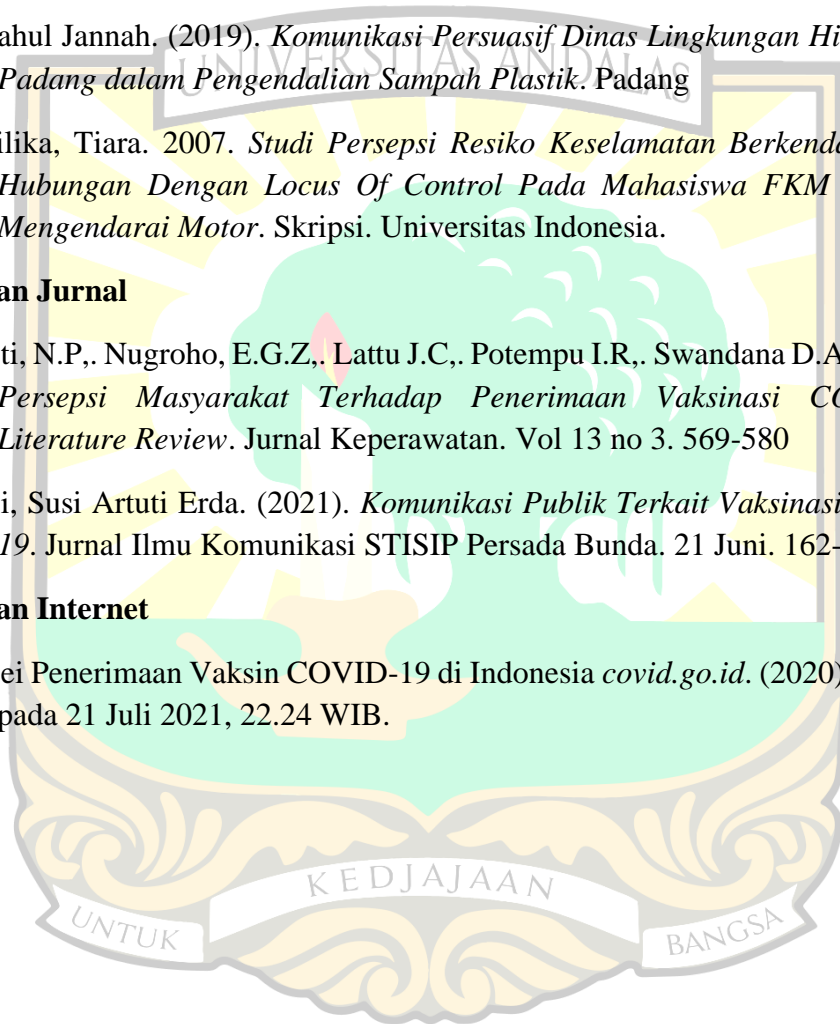 ahul Jannah. (2019). Komunikasi Persuasif Dinas Lingkungan Hi
Padang dalam Pengendalian Sampah Plastik. Padang
UNIVERSITAS ANDALAS
ilika, Tiara. 2007. Studi Persepsi Resiko Keselamatan Berkenda
Hubungan Dengan Locus Of Control Pada Mahasiswa FKM
Mengendarai Motor. Skripsi. Universitas Indonesia.
an Jurnal
ti, N.P,. Nugroho, E.G.Z,. Lattu J.C,. Potempu I.R,. Swandana D.A
Persepsi Masyarakat Terhadap Penerimaan Vaksinasi CO
Literature Review. Jurnal Keperawatan. Vol 13 no 3. 569-580
i, Susi Artuti Erda. (2021). Komunikasi Publik Terkait Vaksinasi
19. Jurnal Ilmu Komunikasi STISIP Persada Bunda. 21 Juni. 162-
an Internet
ei Penerimaan Vaksin COVID-19 di Indonesia covid.go.id. (2020)
pada 21 Juli 2021, 22.24 WIB.
KEDJAJAAN
UNTUK BANGSA